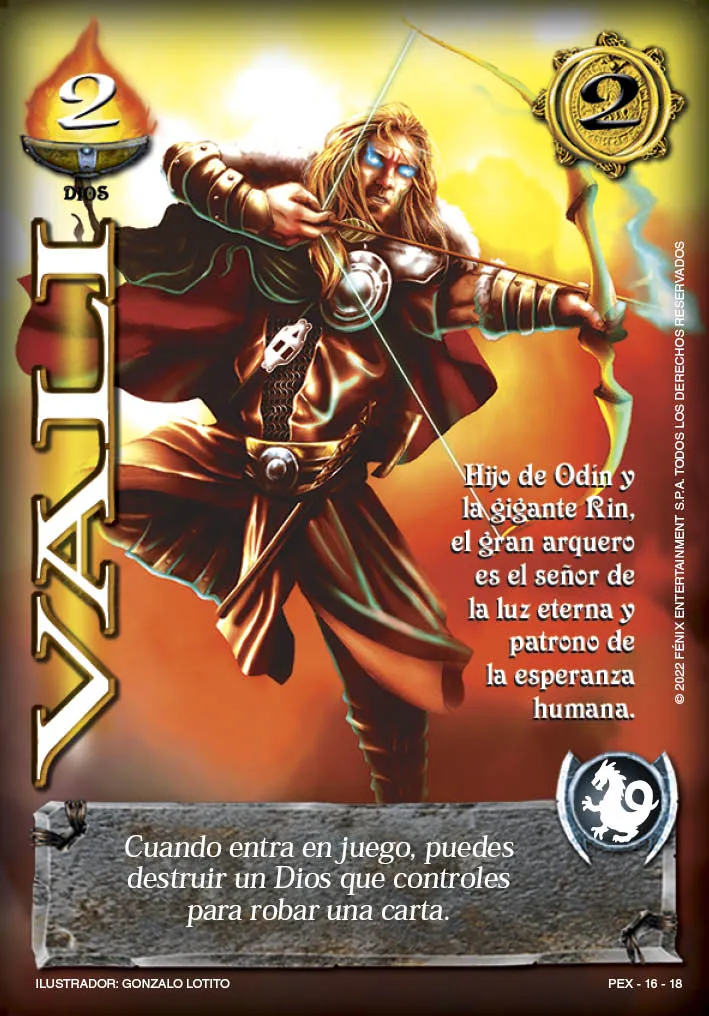 2
2
DIOS
VALI
Hijo de Odín y
la gigante Rin,
el gran arquero
es el señor de
la luz eterna y
patrono de
la esperanza
humana.
© 2022 FÉNIX ENTERTAINMENT S.P.A. TODOS LOS DERECHOS RESERVADOS
Cuando entra en juego, puedes
destruir un Dios que controles
para robar una carta.
ILUSTRADOR: GONZALO LOTITO
PEX - 16 - 18